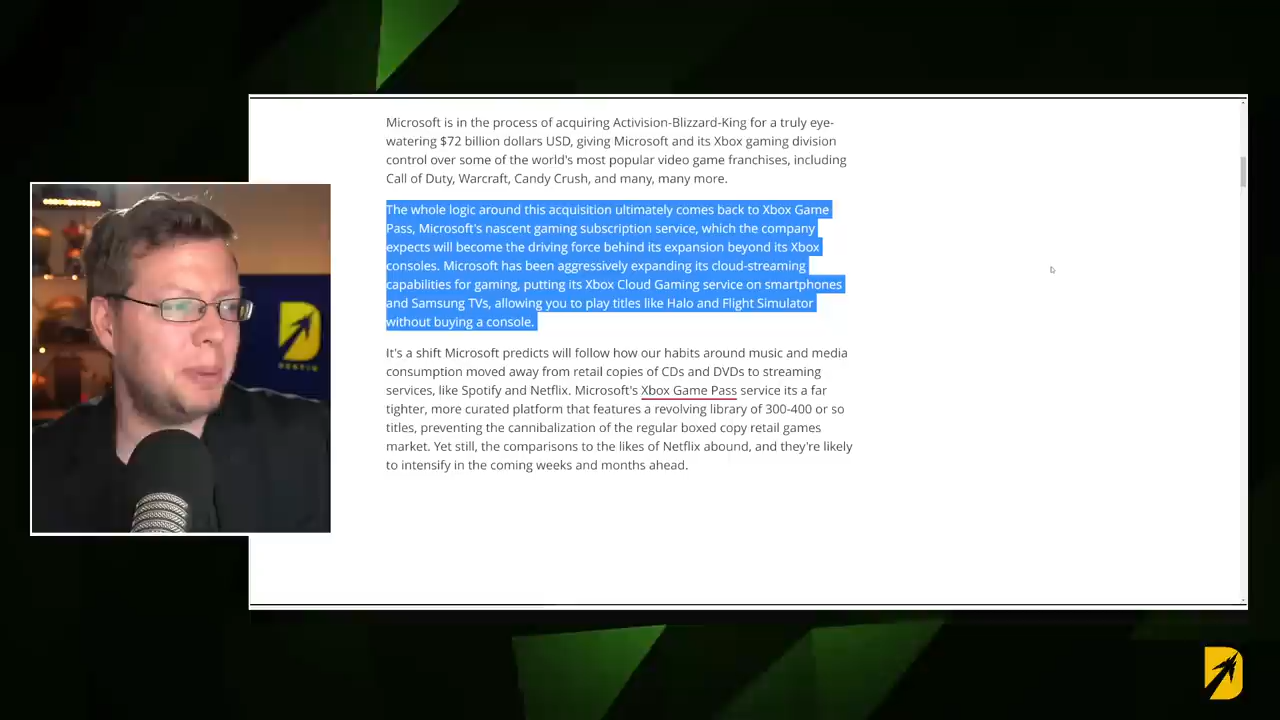 Microsoft is in the process of acquiring Activision-Blizzard-King for a truly eye-
watering $72 billion dollars USD, giving Microsoft and its Xbox gaming division
control over some of the world's most popular video game franchises, including
Call of Duty, Warcraft, Candy Crush, and many, many more.
The whole logic around this acquisition ultimately comes back to Xbox Game
Pass, Microsoft's nascent gaming subscription service, which the company
expects will become the driving force behind its expansion beyond its Xbox
consoles. Microsoft has been aggressively expanding its cloud-streaming
capabilities for gaming, putting its Xbox Cloud Gaming service on smartphones
and Samsung TVs, allowing you to play titles like Halo and Flight Simulator
without buying a console.
It's a shift Microsoft predicts will follow how our habits around music and media
consumption moved away from retail copies of CDs and DVDs to streaming
services, like Spotify and Netflix. Microsoft's Xbox Game Pass service its a far
tighter, more curated platform that features a revolving library of 300-400 or so
titles, preventing the cannibalization of the regular boxed copy retail games
market. Yet still, the comparisons to the likes of Netflix abound, and they're likely
to intensify in the coming weeks and months ahead.
D
DESTIN
D